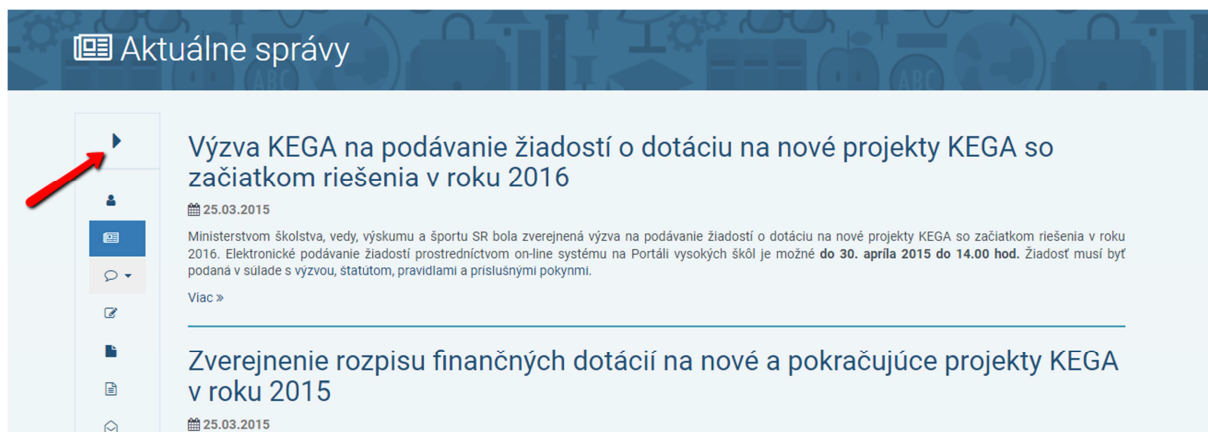 Aktuálne správy
ABC
ABC
Výzva KEGA na podávanie žiadostí o dotáciu na nové projekty KEGA so
začiatkom riešenia v roku 2016
25.03.2015
Ministerstvom školstva, vedy, výskumu a športu SR bola zverejnená výzva na podávanie žiadostí o dotáciu na nové projekty KEGA so začiatkom riešenia v roku
2016. Elektronické podávanie žiadostí prostredníctvom on-line systému na Portáli vysokých škôl je možné do 30. apríla 2015 do 14.00 hod. Žiadosť musí byť
podaná v súlade s výzvou, štatútom, pravidlami a príslušnými pokynmi.
Viac »
Zverejnenie rozpisu finančných dotácií na nové a pokračujúce projekty KEGA
v roku 2015
25.03.2015